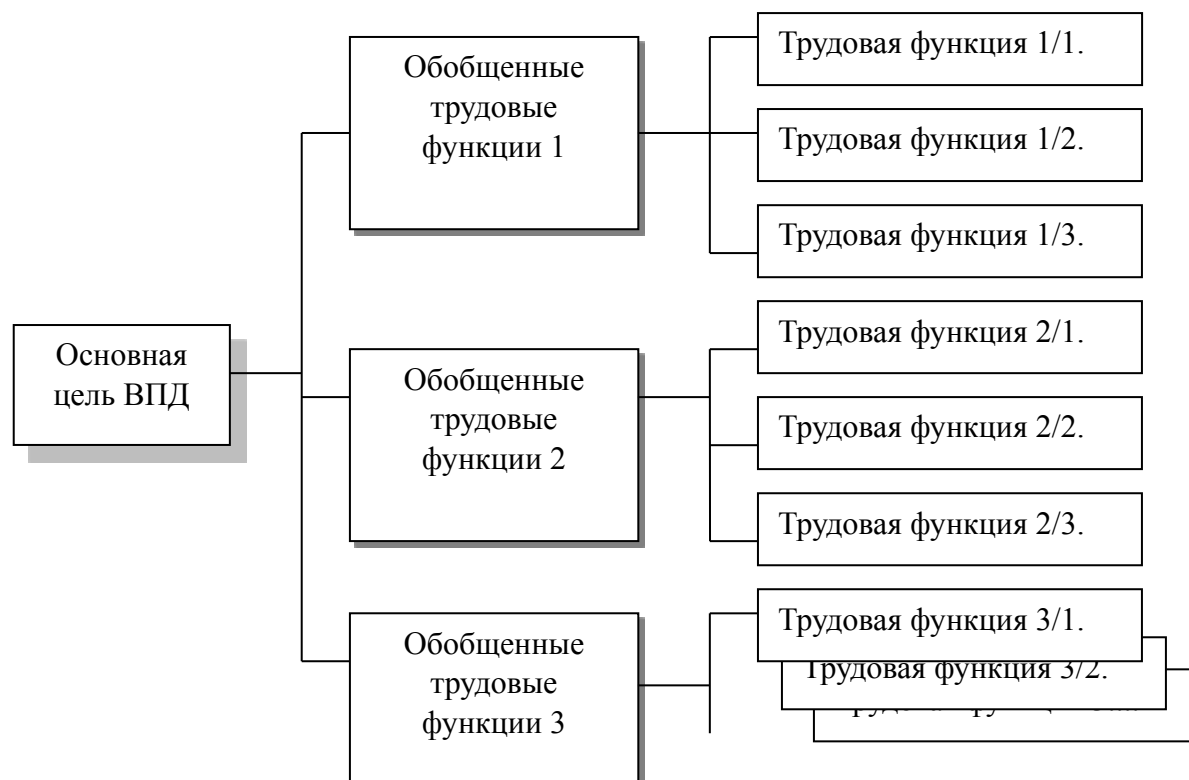 Основная
цель ВПД
Обобщенные
трудовые
функции 1
Трудовая функция 1/1.
Трудовая функция 1/2.
Трудовая функция 1/3.
Обобщенные
трудовые
функции 2
Трудовая функция 2/1.
Трудовая функция 2/2.
Трудовая функция 2/3.
Обобщенные
трудовые
функции 3
Трудовая функция 3/1.
Трудовая функция 3/2.